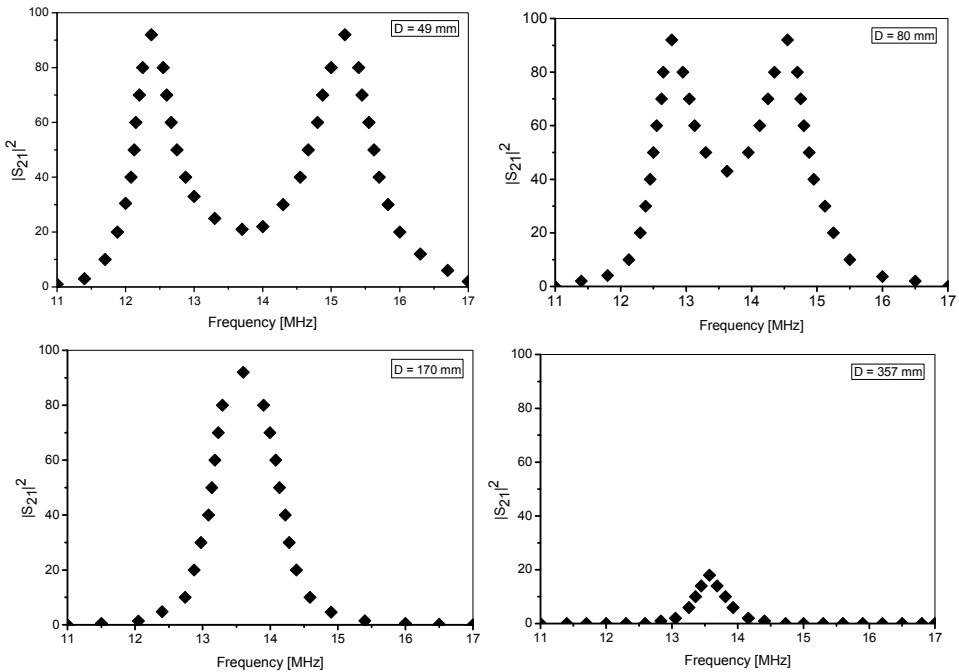 D = 49 mm
100
80
60
40
20
0
|S21|²
11 12 13 14 15 16 17
Frequency [MHz]
D = 80 mm
100
80
60
40
20
0
|S21|²
11 12 13 14 15 16 17
Frequency [MHz]
D = 170 mm
100
80
60
40
20
0
|S21|²
11 12 13 14 15 16 17
Frequency [MHz]
D = 357 mm
100
80
60
40
20
0
|S21|²
11 12 13 14 15 16 17
Frequency [MHz]